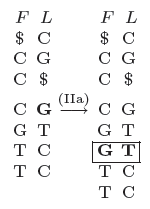 F L F L
$ C $ C
C G C G
C $ C $
(IIa)
C G ⟶ C G
G T G T
T C G T
T C T C
T C